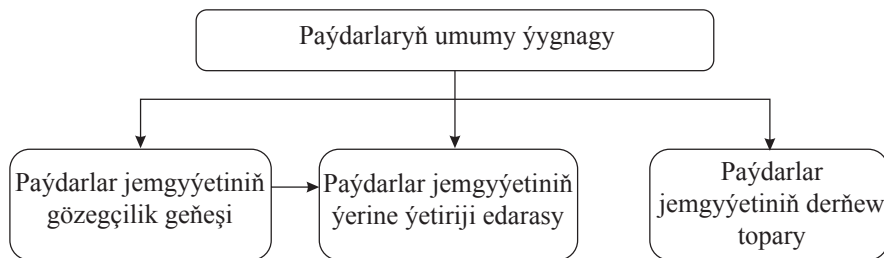 Paýdarlaryň umumy ýygnagy
Paýdarlar jemgyýetiniň
gözegçilik geňeşi
Paýdarlar jemgyýetiniň
ýerine ýetiriji edarasy
Paýdarlar
jemgyýetiniň derňew
topary